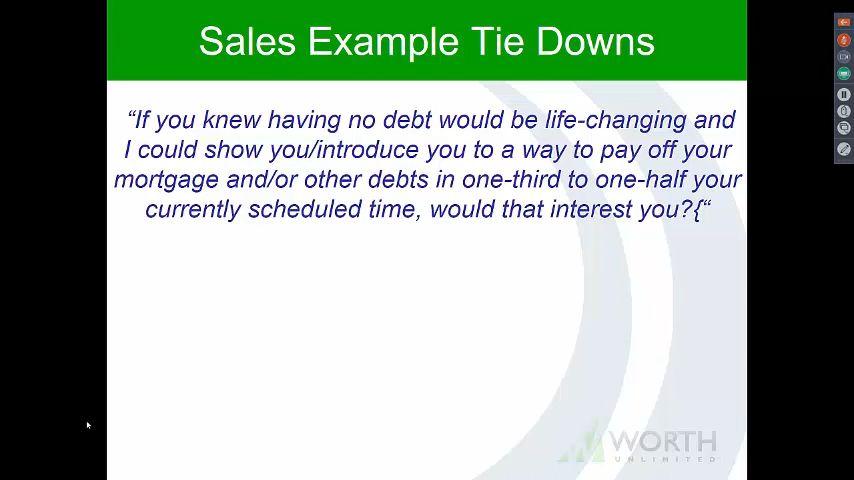 Sales Example Tie Downs
“If you knew having no debt would be life-changing and
I could show you/introduce you to a way to pay off your
mortgage and/or other debts in one-third to one-half your
currently scheduled time, would that interest you?{“
WORTH
UNLIMITED